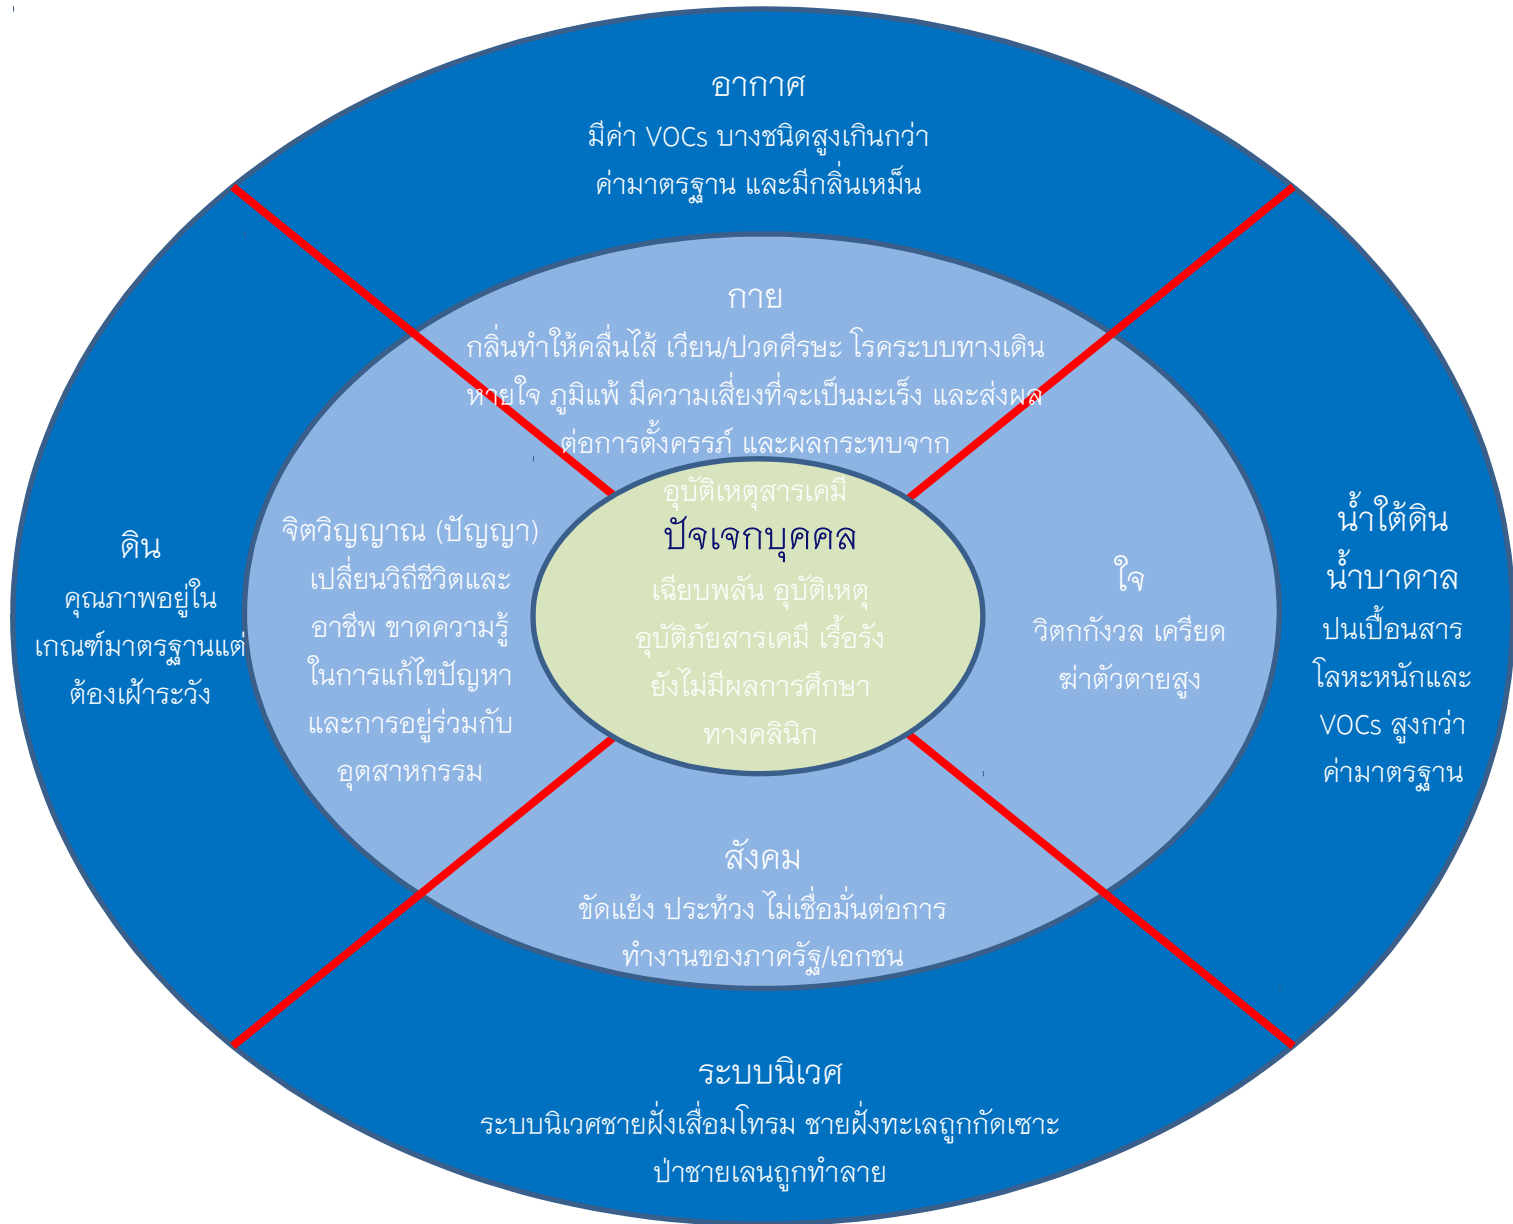 อากาศ
มีค่า VOCs บางชนิดสูงเกินกว่า
ค่ามาตรฐาน และมีกลิ่นเหม็น
กาย
กลิ่นทำให้คลื่นไส้ เวียน/ปวดศีรษะ โรคระบบทางเดิน
หายใจ ภูมิแพ้ มีความเสี่ยงที่จะเป็นมะเร็ง และส่งผล
ต่อการตั้งครรภ์ และผลกระทบจาก
อุบัติเหตุสารเคมี
ปัจเจกบุคคล
เฉียบพลัน อุบัติเหตุ
อุบัติภัยสารเคมี เรื้อรัง
ยังไม่มีผลการศึกษา
ทางคลินิก
ดิน
คุณภาพอยู่ใน
เกณฑ์มาตรฐานแต่
ต้องเฝ้าระวัง
จิตวิญญาณ (ปัญญา)
เปลี่ยนวิถีชีวิตและ
อาชีพ ขาดความรู้
ในการแก้ไขปัญหา
และการอยู่ร่วมกับ
อุตสาหกรรม
ใจ
วิตกกังวล เครียด
ฆ่าตัวตายสูง
น้ำใต้ดิน
น้ำบาดาล
ปนเปื้อนสาร
โลหะหนักและ
VOCs สูงกว่า
ค่ามาตรฐาน
สังคม
ขัดแย้ง ประท้วง ไม่เชื่อมั่นต่อการ
ทำงานของภาครัฐ/เอกชน
ระบบนิเวศ
ระบบนิเวศชายฝั่งเสื่อมโทรม ชายฝั่งทะเลถูกกัดเซาะ
ป่าชายเลนถูกทำลาย